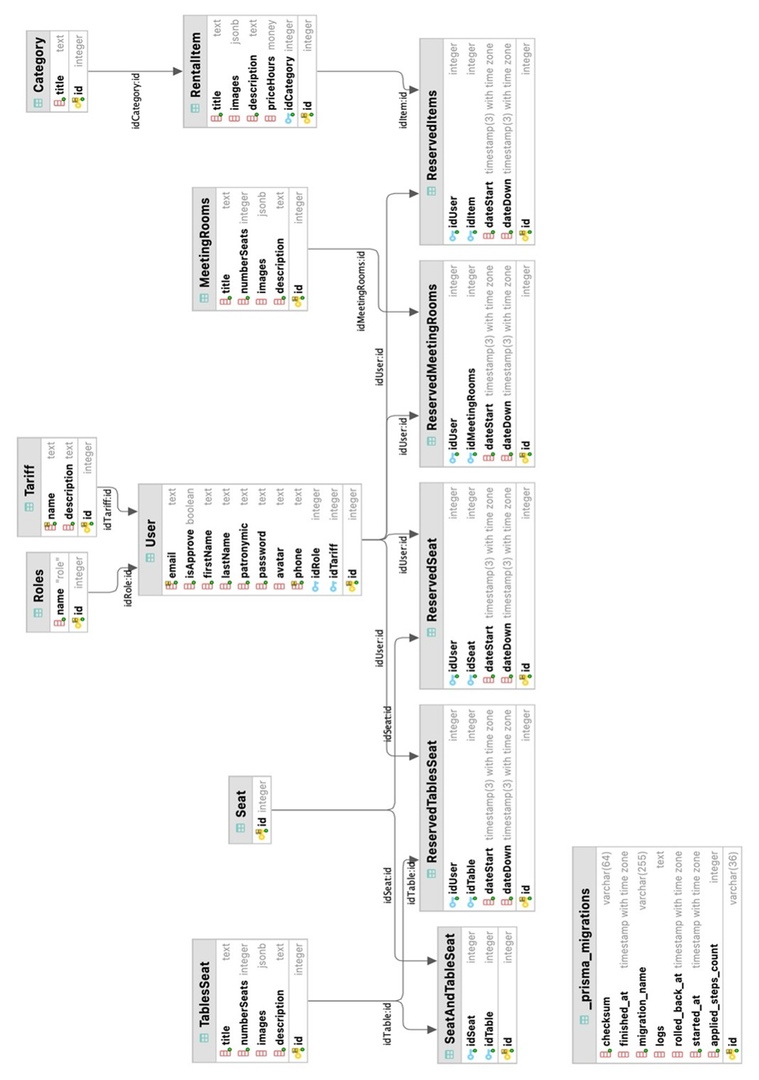 Roles
name "role"
id integer
Tariff
name text
description text
id integer
Category
title text
id integer
idRole:id
idTariff:id
idCategory:id
User
email text
isApprove boolean
firstName text
lastName text
patronymic text
password text
avatar text
phone text
idRole integer
idTariff integer
id integer
TablesSeat
title text
numberSeats integer
images jsonb
description text
id integer
Seat
id integer
MeetingRooms
title text
numberSeats integer
images jsonb
description text
id integer
RentalItem
title text
images jsonb
description text
priceHours money
idCategory integer
id integer
idTable:id
idSeat:id
idTable:id
idSeat:id
idUser:id
idUser:id
idUser:id
idUser:id
idMeetingRooms:id
idItem:id
SeatAndTableSeat
idSeat integer
idTable integer
id integer
ReservedTablesSeat
idUser integer
idTable integer
dateStart timestamp(3) with time zone
dateDown timestamp(3) with time zone
id integer
ReservedSeat
idUser integer
idSeat integer
dateStart timestamp(3) with time zone
dateDown timestamp(3) with time zone
id integer
ReservedMeetingRooms
idUser integer
idMeetingRooms integer
dateStart timestamp(3) with time zone
dateDown timestamp(3) with time zone
id integer
ReservedItems
idUser integer
idItem integer
dateStart timestamp(3) with time zone
dateDown timestamp(3) with time zone
id integer
_prisma_migrations
checksum varchar(64)
finished_at timestamp with time zone
migration_name varchar(255)
logs text
rolled_back_at timestamp with time zone
started_at timestamp with time zone
applied_steps_count integer
id varchar(36)